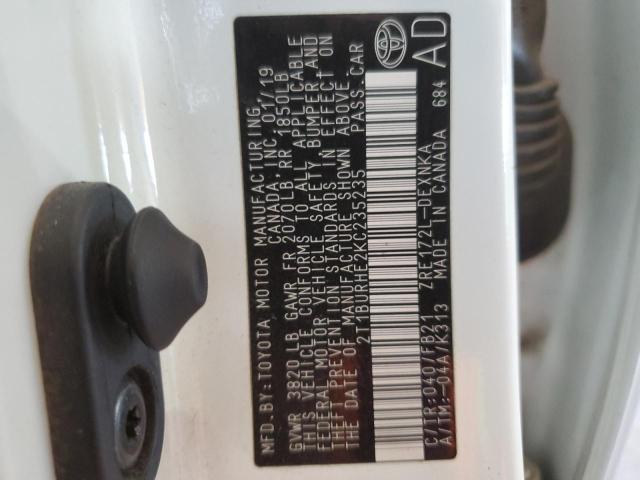 MFD.BY:TOYOTA MOTOR MANUFACTURING
CANADA,INC. 01/19
GVWR 3820LB GAWR FR 2070LB RR 1850LB
THIS VEHICLE CONFORMS TO ALL APPLICABLE
FEDERAL MOTOR VEHICLE SAFETY, BUMPER,AND
THEFT PREVENTION STANDARDS IN EFFECT ON
THE DATE OF MANUFACTURE SHOWN ABOVE.
2T1BURHE2KC235235 PASS.CAR
C/TR:040/FB21 ZRE172L-DEXNKA
A/TM:-04A/K313 MADE IN CANADA 684
AD